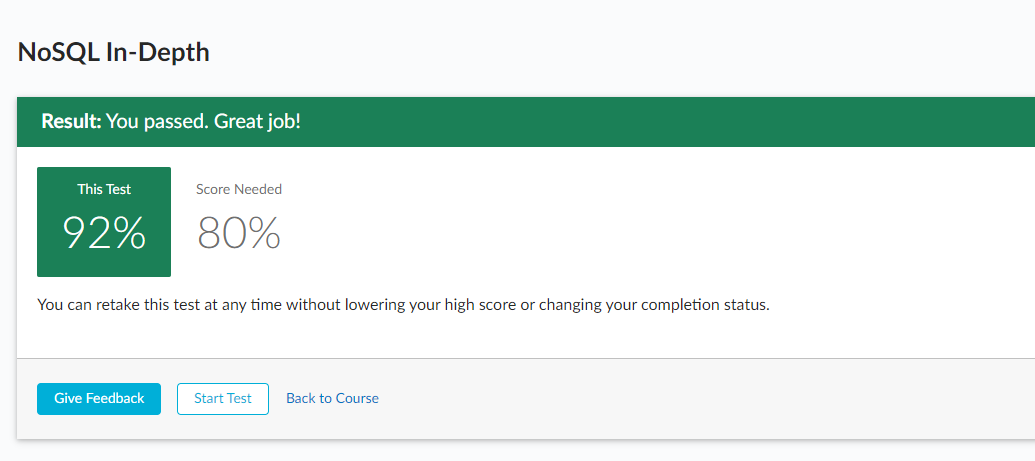 NoSQL In-Depth
Result: You passed. Great job!
This Test
Score Needed
92%
80%
You can retake this test at any time without lowering your high score or changing your completion status.
Give Feedback
Start Test
Back to Course